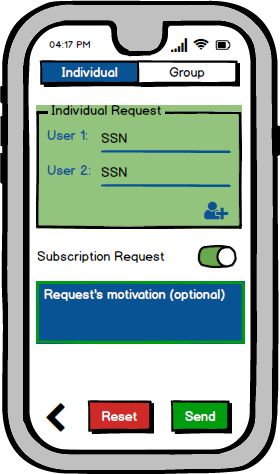 04:17 PM
Individual Group
Individual Request
User 1: SSN
User 2: SSN
Subscription Request
Request's motivation (optional)
Reset Send